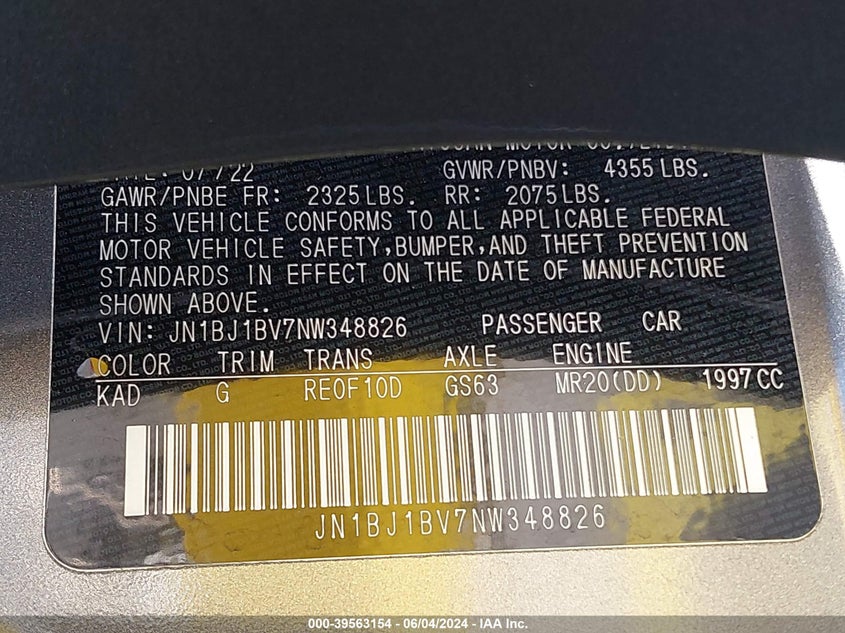 07/22 GVWR/PNBV: 4355 LBS.
GAWR/PNBE FR: 2325 LBS. RR: 2075 LBS.
THIS VEHICLE CONFORMS TO ALL APPLICABLE FEDERAL
MOTOR VEHICLE SAFETY, BUMPER, AND THEFT PREVENTION
STANDARDS IN EFFECT ON THE DATE OF MANUFACTURE
SHOWN ABOVE.
VIN: JN1BJ1BV7NW348826 PASSENGER CAR
COLOR TRIM TRANS AXLE ENGINE
KAD G RE0F10D GS63 MR20(DD) 1997CC
JN1BJ1BV7NW348826
000-39563154 - 06/04/2024 - IAA Inc.